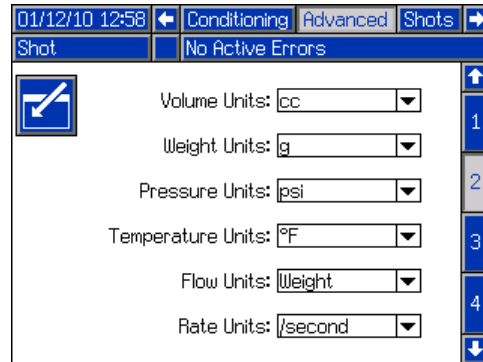 01/12/10 12:58 Conditioning Advanced Shots
Shot No Active Errors
Volume Units: cc
1
Weight Units: g
Pressure Units: psi
2
Temperature Units: °F
3
Flow Units: Weight
4
Rate Units: /second